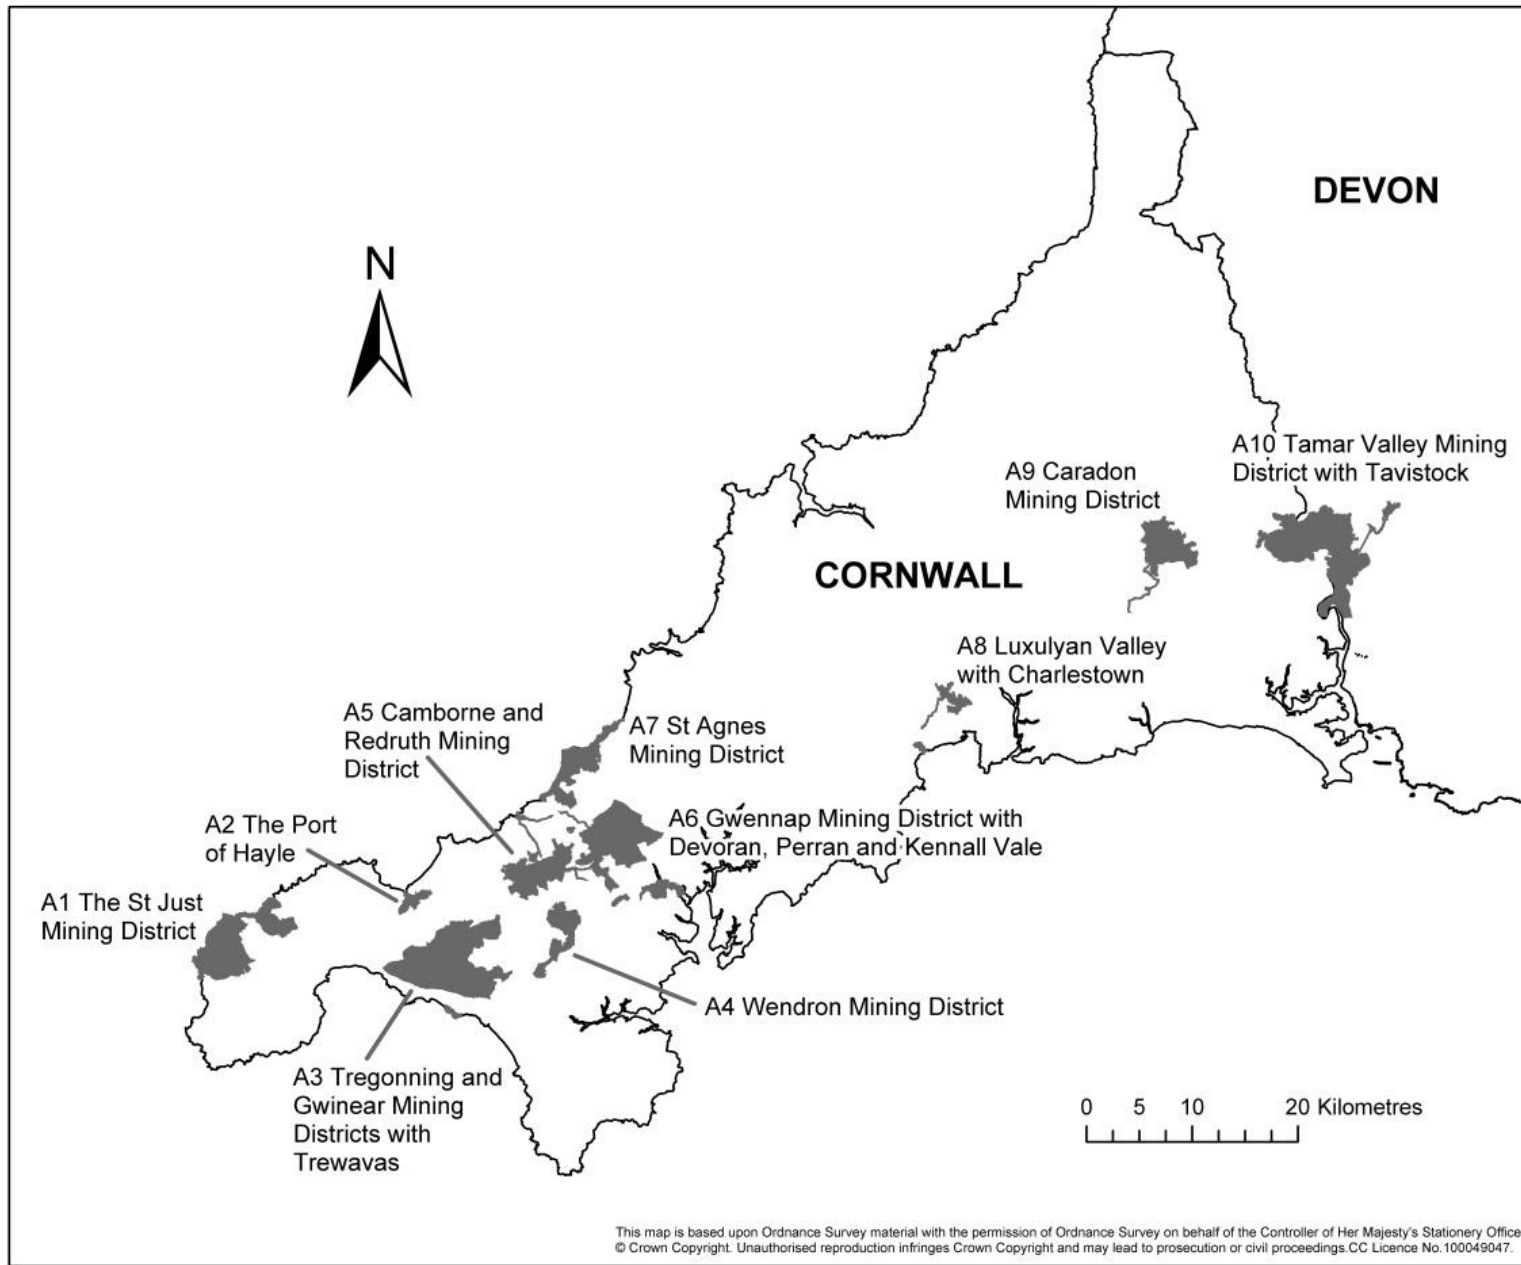 DEVON
N
A10 Tamar Valley Mining
District with Tavistock
A9 Caradon
Mining District
CORNWALL
A8 Luxulyan Valley
with Charlestown
A5 Camborne and
Redruth Mining
District
A7 St Agnes
Mining District
A2 The Port
of Hayle
A6 Gwennap Mining District with
Devoran, Perran and Kennall Vale
A1 The St Just
Mining District
A4 Wendron Mining District
A3 Tregonning and
Gwinear Mining
Districts with
Trewavas
0 5 10 20 Kilometres
This map is based upon Ordnance Survey material with the permission of Ordnance Survey on behalf of the Controller of Her Majesty's Stationery Office
© Crown Copyright. Unauthorised reproduction infringes Crown Copyright and may lead to prosecution or civil proceedings.CC Licence No.100049047.